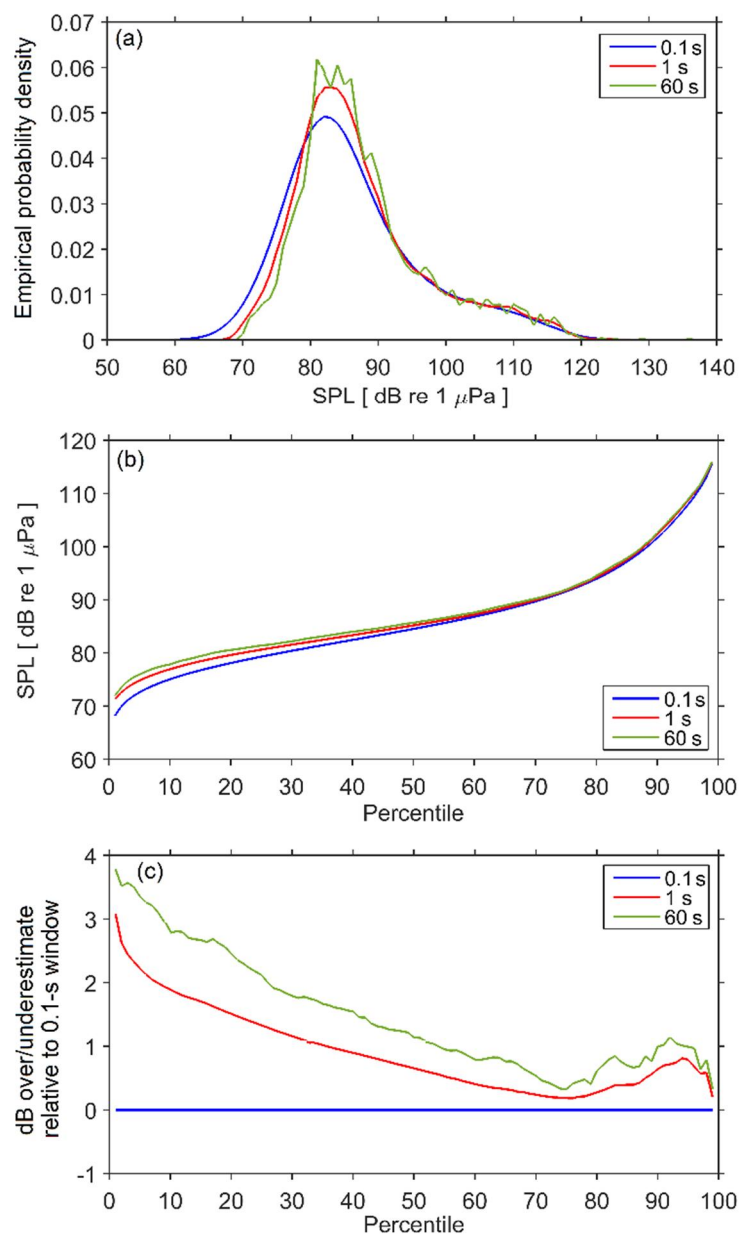 (a)
0.1 s
1 s
60 s
Empirical probability density
0.07
0.06
0.05
0.04
0.03
0.02
0.01
0
50 60 70 80 90 100 110 120 130 140
SPL [ dB re 1 μPa ]
(b)
SPL [ dB re 1 μPa ]
120
110
100
90
80
70
60
0.1 s
1 s
60 s
0 10 20 30 40 50 60 70 80 90 100
Percentile
(c)
0.1 s
1 s
60 s
dB over/underestimate
relative to 0.1-s window
4
3
2
1
0
-1
0 10 20 30 40 50 60 70 80 90 100
Percentile